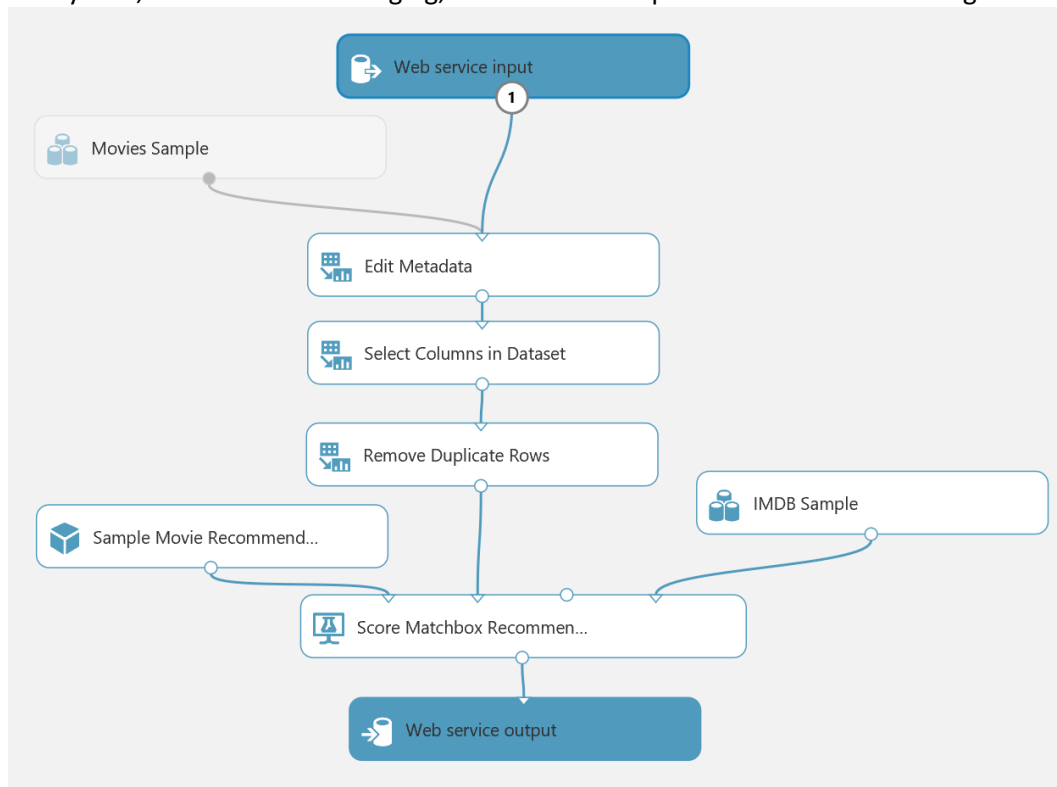 Web service input
1
Movies Sample
Edit Metadata
Select Columns in Dataset
Remove Duplicate Rows
IMDB Sample
Sample Movie Recommend...
Score Matchbox Recommen...
Web service output